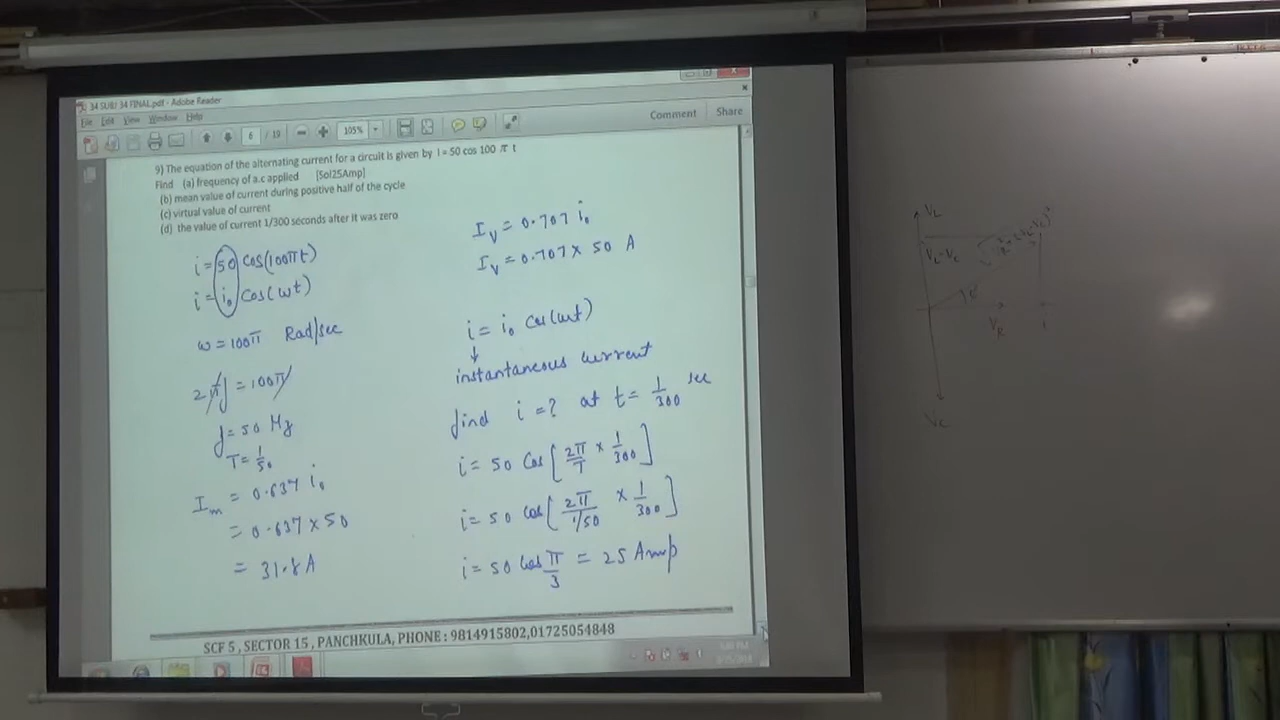 34 SUBJ 34 FINAL.pdf - Adobe Reader
File Edit View Window Help
6 / 19 105% Comment Share
9) The equation of the alternating current for a circuit is given by I = 50 cos 100 π t
Find (a) frequency of a.c applied [Sol25Amp]
(b) mean value of current during positive half of the cycle
(c) virtual value of current
(d) the value of current 1/300 seconds after it was zero
i = 50 cos(100πt)
i = i₀ cos(ωt)
ω = 100π Rad/sec
2πf = 100π
f = 50 Hz
T = 1/50
Iₘ = 0.637 i₀
= 0.637 × 50
= 31.8 A
Iᵥ = 0.707 i₀
Iᵥ = 0.707 × 50 A
i = i₀ cos(ωt)
↓
instantaneous current
find i = ? at t = 1/300 sec
i = 50 cos [2π/T × 1/300]
i = 50 cos [2π/1/50 × 1/300]
i = 50 cos π/3 = 25 Amp
SCF 5 , SECTOR 15 , PANCHKULA, PHONE : 9814915802,01725054848
V_L
V_L-V_C
V_R
V_C